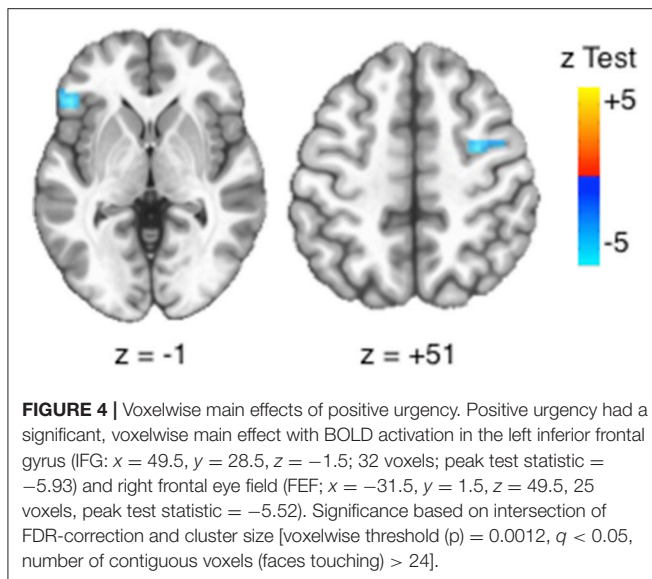 z Test
+5
-5
z = -1
z = +51
FIGURE 4 | Voxelwise main effects of positive urgency. Positive urgency had a
significant, voxelwise main effect with BOLD activation in the left inferior frontal
gyrus (IFG: x = 49.5, y = 28.5, z = −1.5; 32 voxels; peak test statistic =
−5.93) and right frontal eye field (FEF; x = −31.5, y = 1.5, z = 49.5, 25
voxels, peak test statistic = −5.52). Significance based on intersection of
FDR-correction and cluster size [voxelwise threshold (p) = 0.0012, q < 0.05,
number of contiguous voxels (faces touching) > 24].